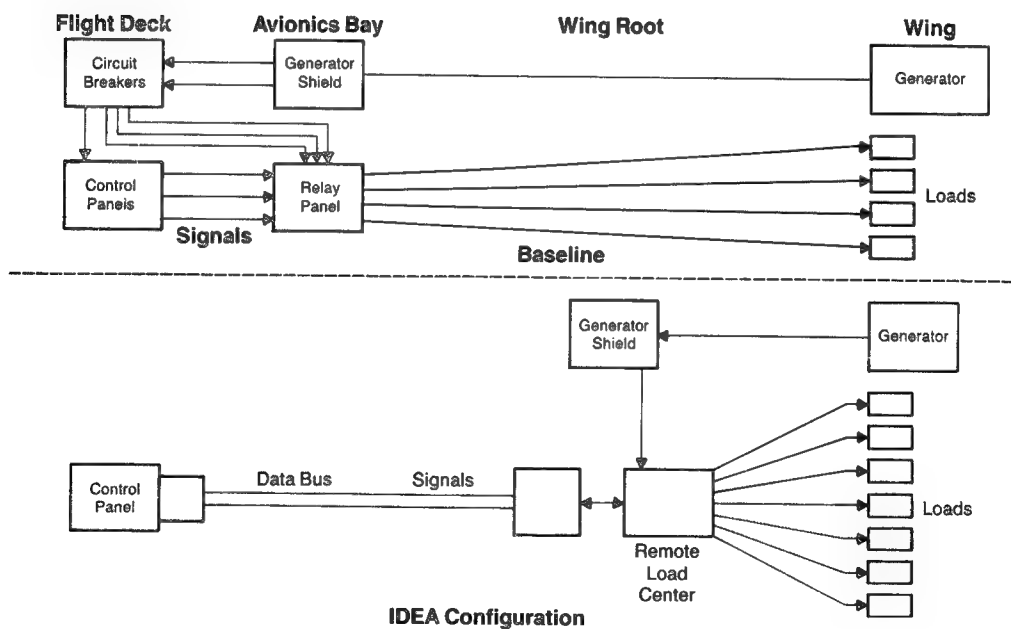 Flight Deck
Avionics Bay
Wing Root
Wing
Circuit
Breakers
Generator
Shield
Generator
Control
Panels
Relay
Panel
Loads
Signals
Baseline
Generator
Shield
Generator
Control
Panel
Data Bus
Signals
Loads
Remote
Load
Center
IDEA Configuration